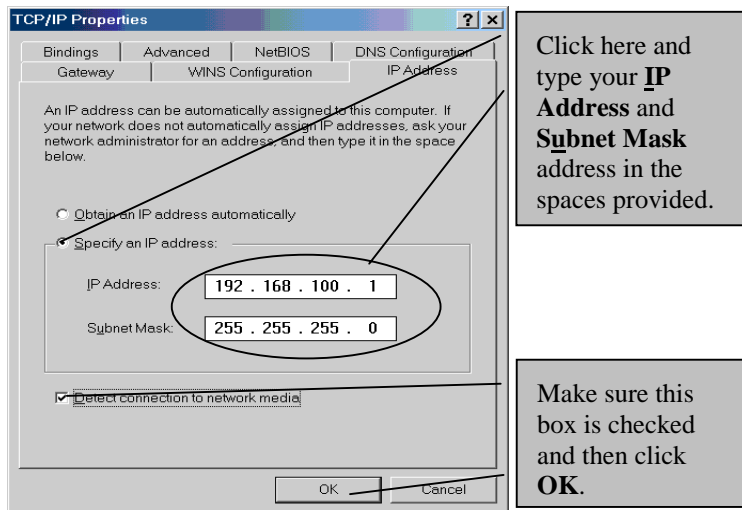 TCP/IP Properties
Bindings Advanced NetBIOS DNS Configuration
Gateway WINS Configuration IP Address
An IP address can be automatically assigned to this computer. If
your network does not automatically assign IP addresses, ask your
network administrator for an address, and then type it in the space
below.
Obtain an IP address automatically
Specify an IP address:
IP Address: 192 . 168 . 100 . 1
Subnet Mask: 255 . 255 . 255 . 0
Detect connection to network media
OK Cancel
Click here and
type your IP
Address and
Subnet Mask
address in the
spaces provided.
Make sure this
box is checked
and then click
OK.